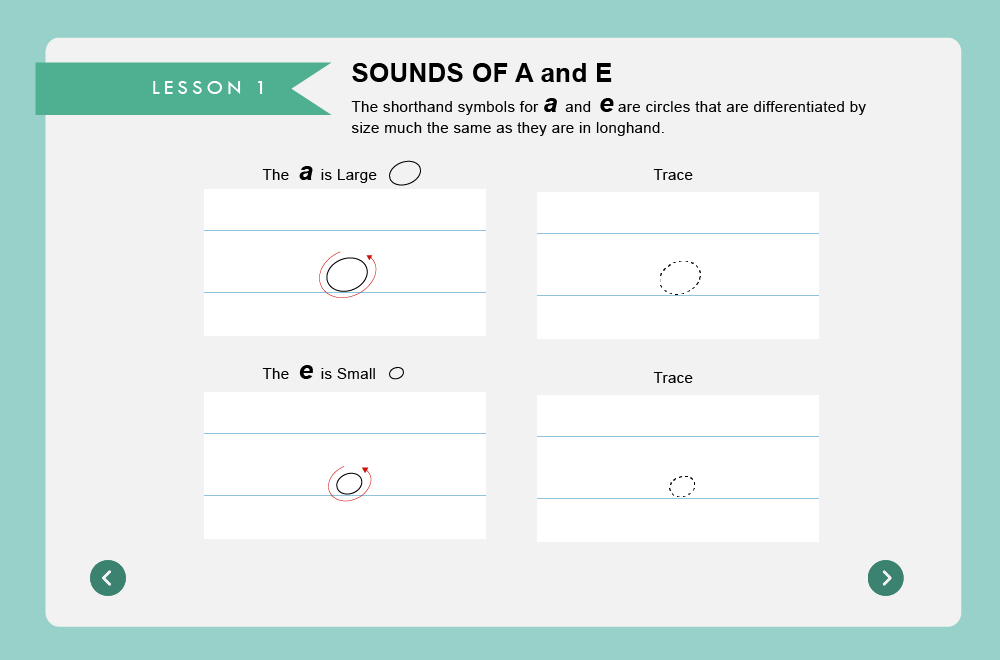 LESSON 1
SOUNDS OF A and E
The shorthand symbols for a and e are circles that are differentiated by
size much the same as they are in longhand.
The a is Large
Trace
The e is Small
Trace